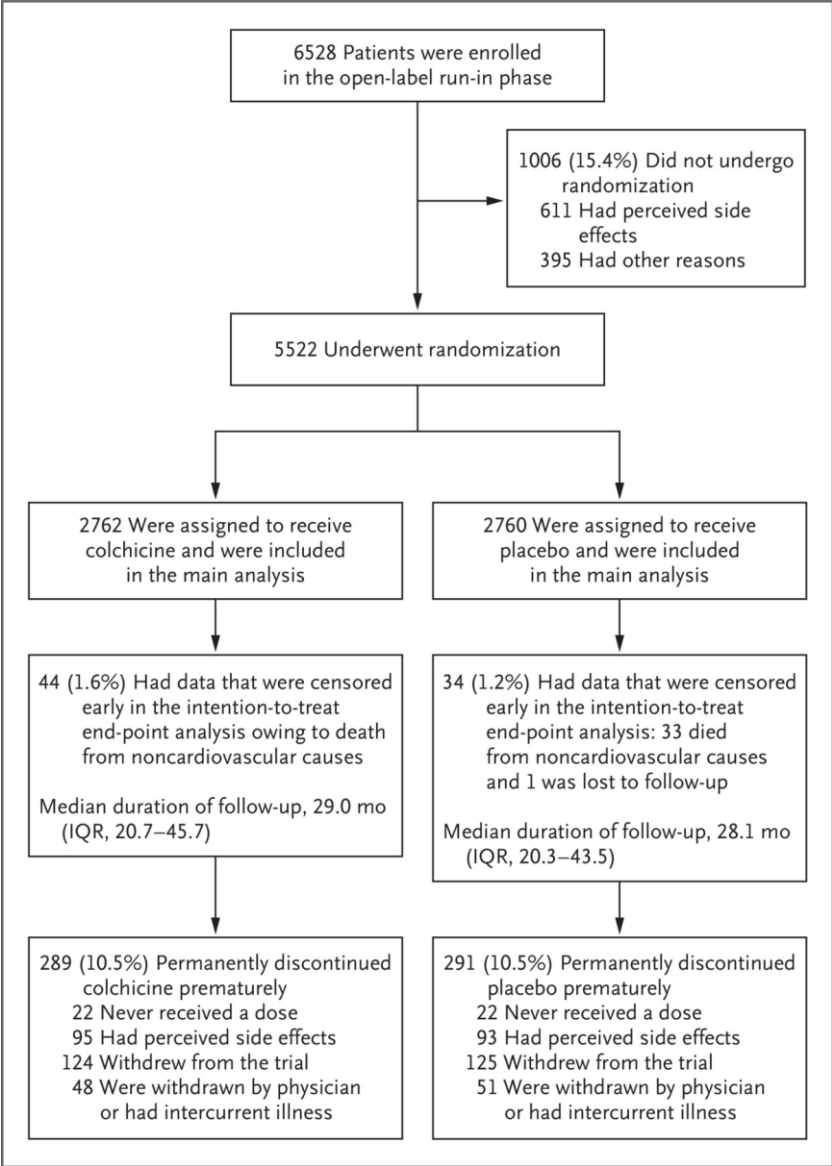 6528 Patients were enrolled
in the open-label run-in phase
1006 (15.4%) Did not undergo
randomization
611 Had perceived side
effects
395 Had other reasons
5522 Underwent randomization
2762 Were assigned to receive
colchicine and were included
in the main analysis
2760 Were assigned to receive
placebo and were included
in the main analysis
44 (1.6%) Had data that were censored
early in the intention-to-treat
end-point analysis owing to death
from noncardiovascular causes
Median duration of follow-up, 29.0 mo
(IQR, 20.7–45.7)
34 (1.2%) Had data that were censored
early in the intention-to-treat
end-point analysis: 33 died
from noncardiovascular causes
and 1 was lost to follow-up
Median duration of follow-up, 28.1 mo
(IQR, 20.3–43.5)
289 (10.5%) Permanently discontinued
colchicine prematurely
22 Never received a dose
95 Had perceived side effects
124 Withdrew from the trial
48 Were withdrawn by physician
or had intercurrent illness
291 (10.5%) Permanently discontinued
placebo prematurely
22 Never received a dose
93 Had perceived side effects
125 Withdrew from the trial
51 Were withdrawn by physician
or had intercurrent illness